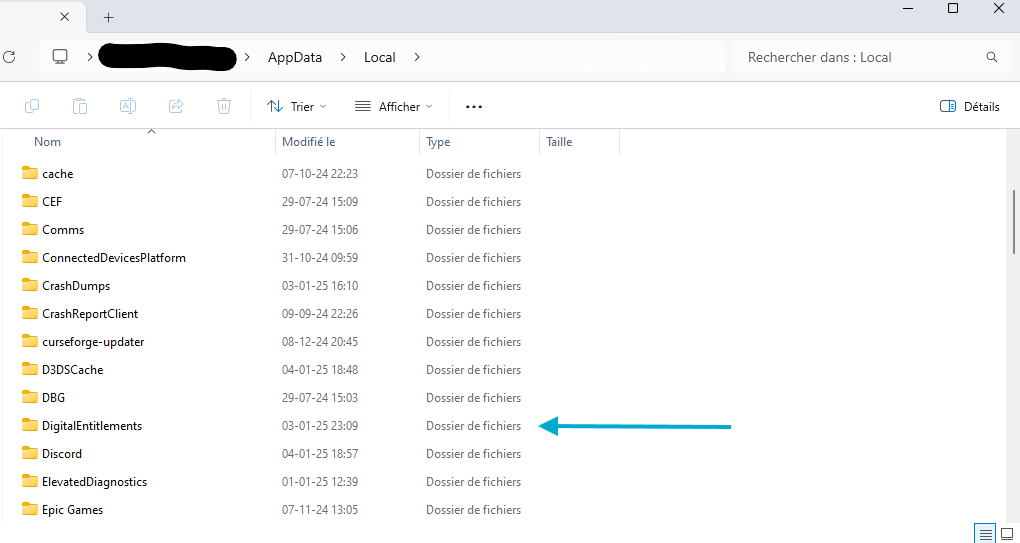 AppData > Local >
Rechercher dans : Local
Trier
Afficher
Détails
Nom Modifié le Type Taille
cache 07-10-24 22:23 Dossier de fichiers
CEF 29-07-24 15:09 Dossier de fichiers
Comms 29-07-24 15:06 Dossier de fichiers
ConnectedDevicesPlatform 31-10-24 09:59 Dossier de fichiers
CrashDumps 03-01-25 16:10 Dossier de fichiers
CrashReportClient 09-09-24 22:26 Dossier de fichiers
curseforge-updater 08-12-24 20:45 Dossier de fichiers
D3DSCache 04-01-25 18:48 Dossier de fichiers
DBG 29-07-24 15:03 Dossier de fichiers
DigitalEntitlements 03-01-25 23:09 Dossier de fichiers
Discord 04-01-25 18:57 Dossier de fichiers
ElevatedDiagnostics 01-01-25 12:39 Dossier de fichiers
Epic Games 07-11-24 13:05 Dossier de fichiers